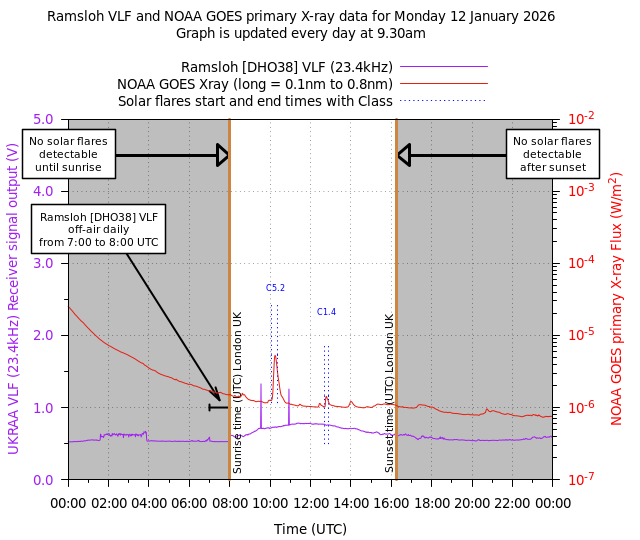 Ramsloh VLF and NOAA GOES primary X-ray data for Monday 12 January 2026
Graph is updated every day at 9.30am
Ramsloh [DHO38] VLF (23.4kHz)
NOAA GOES Xray (long = 0.1nm to 0.8nm)
Solar flares start and end times with Class
5.0
4.0
3.0
2.0
1.0
0.0
UKRAA VLF (23.4kHz) Receiver signal output (V)
No solar flares
detectable
until sunrise
Ramsloh [DHO38] VLF
off-air daily
from 7:00 to 8:00 UTC
Sunrise time (UTC) London UK
C5.2
C1.4
Sunset time (UTC) London UK
No solar flares
detectable
after sunset
10⁻²
10⁻³
10⁻⁴
10⁻⁵
10⁻⁶
10⁻⁷
NOAA GOES primary X-ray Flux (W/m²)
00:00 02:00 04:00 06:00 08:00 10:00 12:00 14:00 16:00 18:00 20:00 22:00 00:00
Time (UTC)